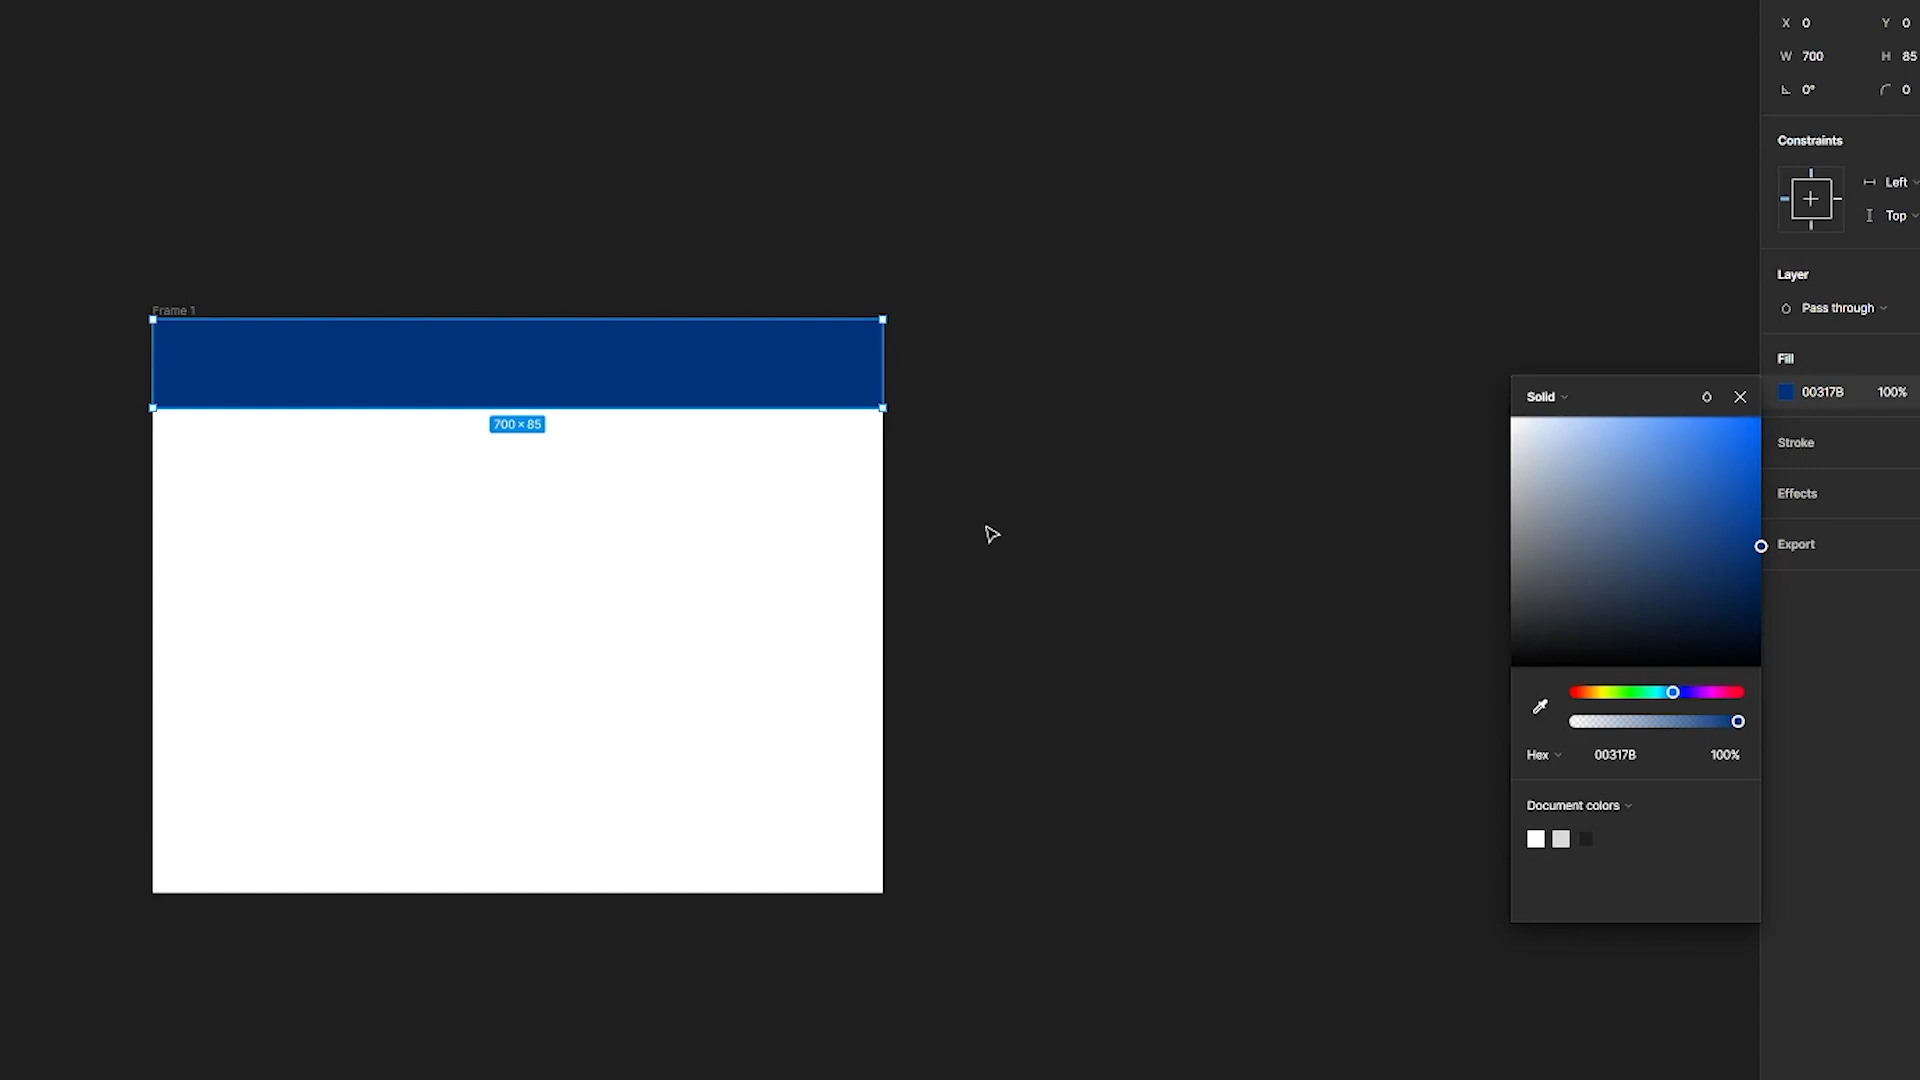 X 0 Y 0
W 700 H 85
0° 0
Constraints
Left
Top
Layer
Pass through
Fill
00317B 100%
Stroke
Effects
Export
Frame 1
700 × 85
Solid
Hex 00317B 100%
Document colors